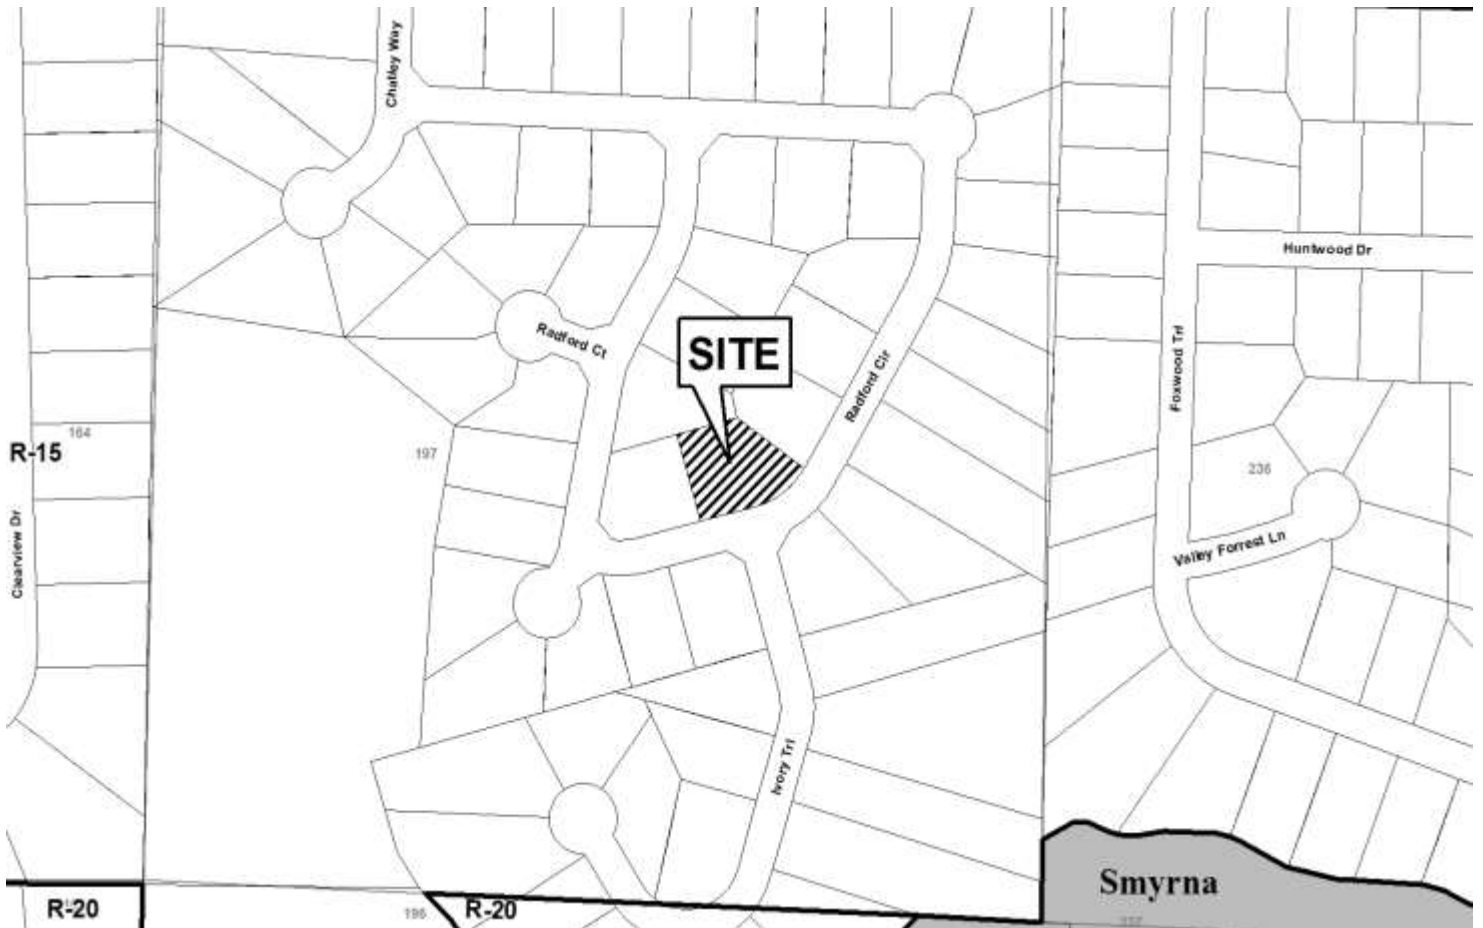 Chatley Way
Huntwood Dr
Radford Ct
SITE
Radford Cir
Foxwood Trl
164
R-15
197
236
Clearview Dr
Valley Forrest Ln
Ivory Trl
Smyrna
R-20
196
R-20